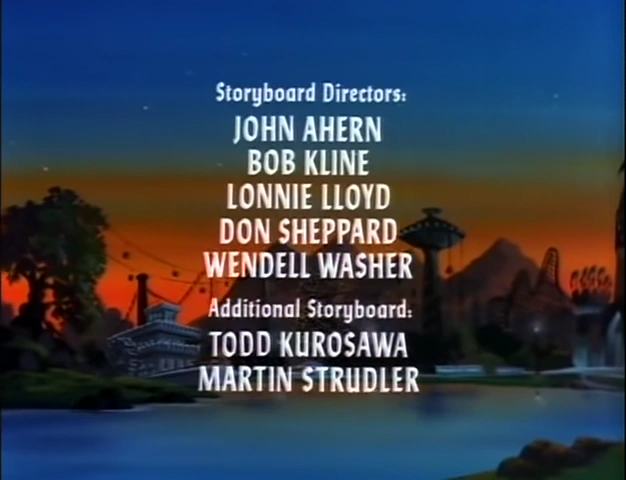 Storyboard Directors:
JOHN AHERN
BOB KLINE
LONNIE LLOYD
DON SHEPPARD
WENDELL WASHER
Additional Storyboard:
TODD KUROSAWA
MARTIN STRUDLER